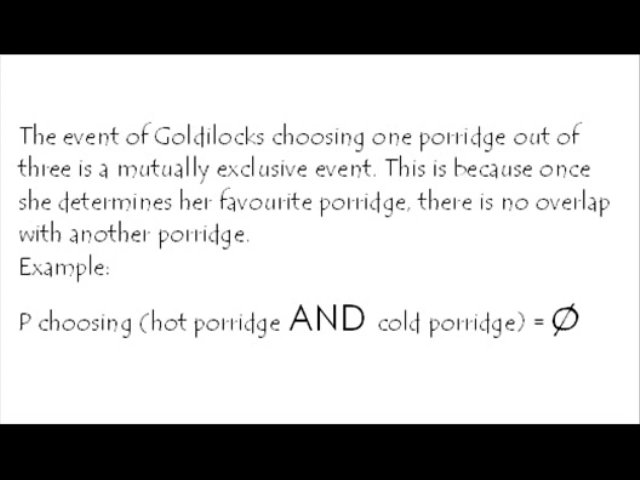 The event of Goldilocks choosing one porridge out of
three is a mutually exclusive event. This is because once
she determines her favourite porridge, there is no overlap
with another porridge.
Example:
P choosing (hot porridge AND cold porridge) = Ø